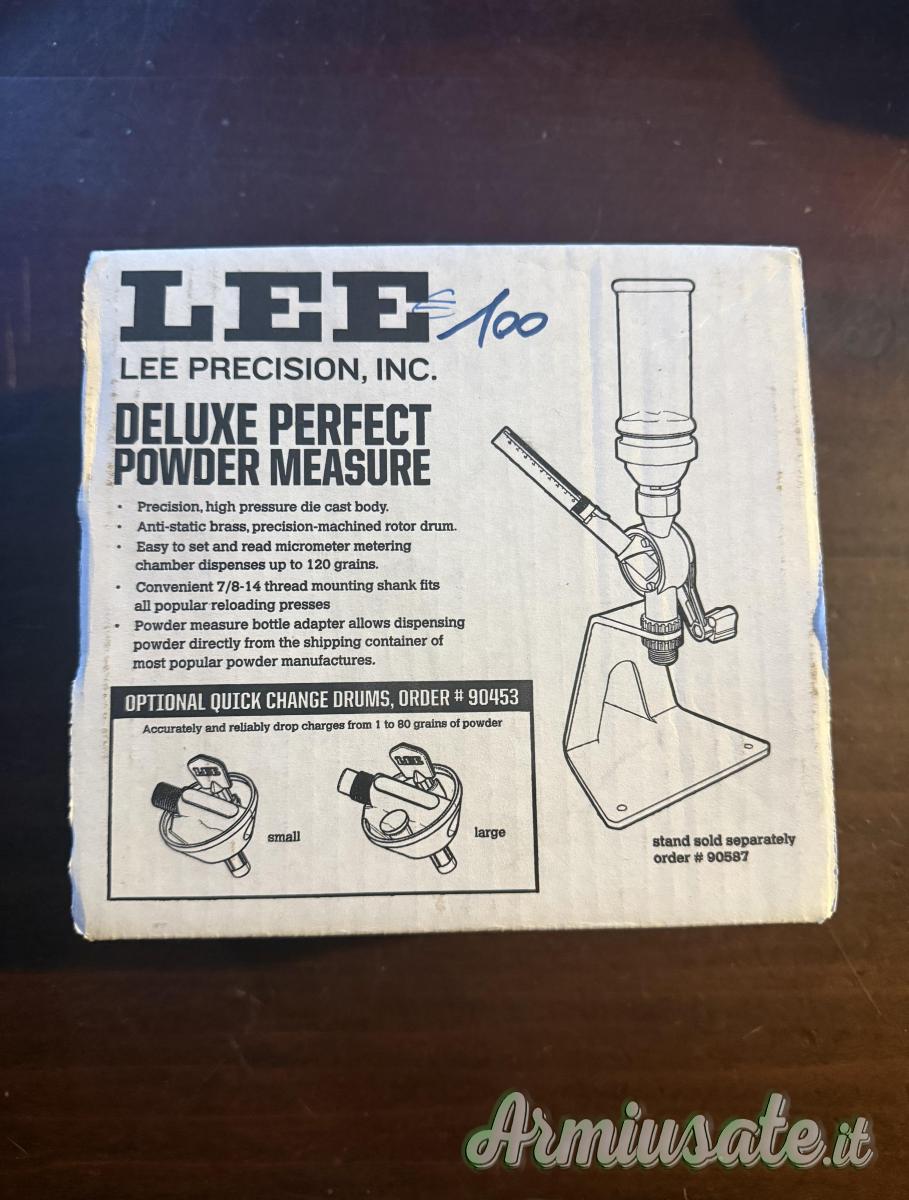 LEE
€ 100
LEE PRECISION, INC.
DELUXE PERFECT
POWDER MEASURE
• Precision, high pressure die cast body.
• Anti-static brass, precision-machined rotor drum.
• Easy to set and read micrometer metering
chamber dispenses up to 120 grains.
• Convenient 7/8-14 thread mounting shank fits
all popular reloading presses
• Powder measure bottle adapter allows dispensing
powder directly from the shipping container of
most popular powder manufactures.
OPTIONAL QUICK CHANGE DRUMS, ORDER # 90453
Accurately and reliably drop charges from 1 to 80 grains of powder
LEE
small
LEE
large
stand sold separately
order # 90587
Armiusate.it